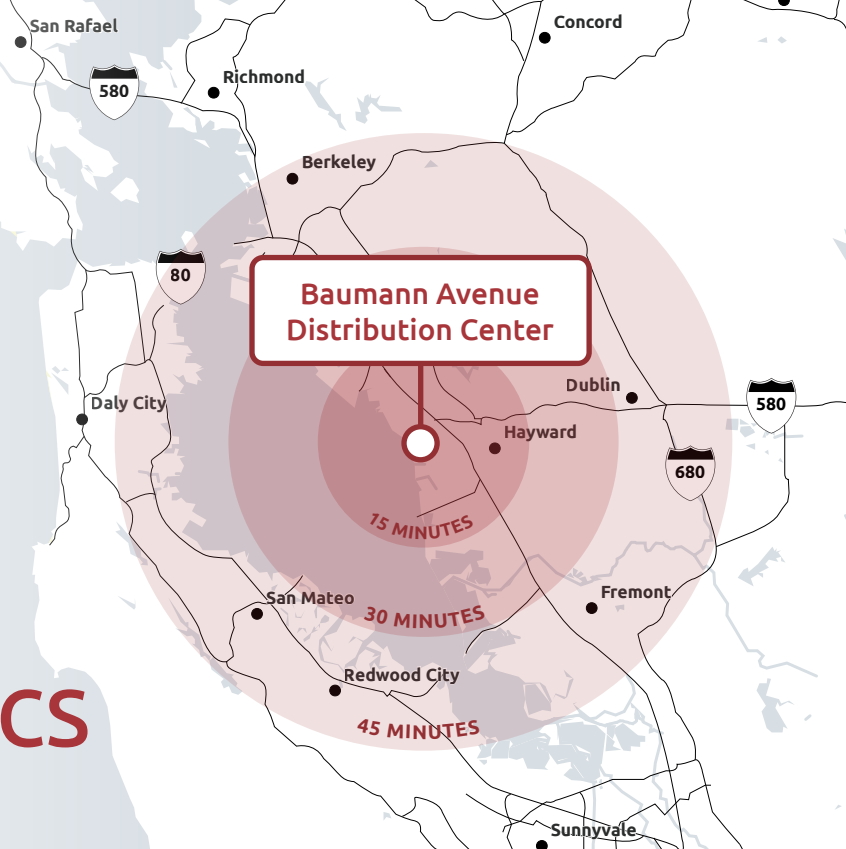 San Rafael
Concord
580
Richmond
Berkeley
80
Baumann Avenue
Distribution Center
Dublin
580
Daly City
Hayward
680
15 MINUTES
Fremont
San Mateo
30 MINUTES
Redwood City
CS
45 MINUTES
Sunnyvale